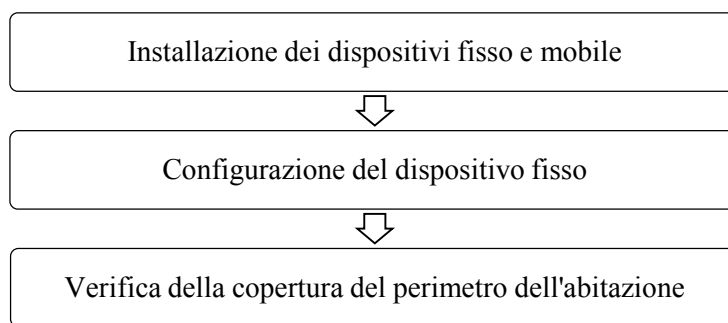 Installazione dei dispositivi fisso e mobile
Configurazione del dispositivo fisso
Verifica della copertura del perimetro dell'abitazione